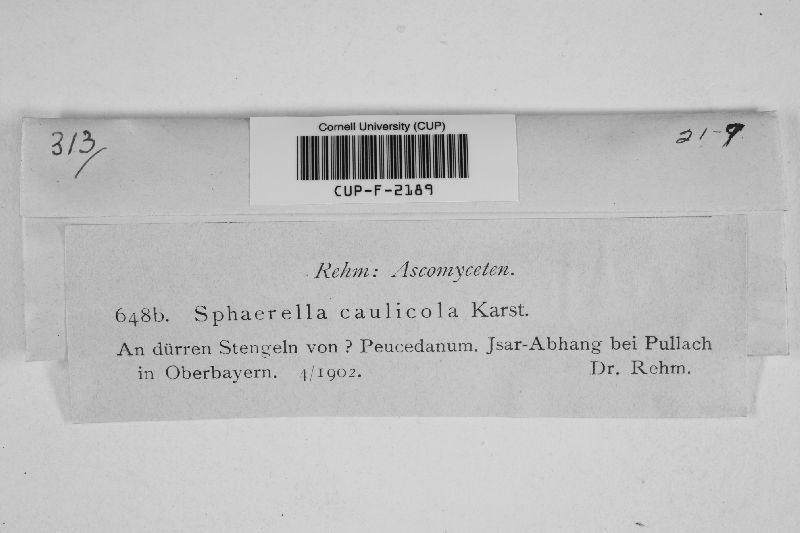 313/
Cornell University (CUP)
CUP-F-2189
21-9
Rehm: Ascomyceten.
648b. Sphaerella caulicola Karst.
An dürren Stengeln von ? Peucedanum. Jsar-Abhang bei Pullach
in Oberbayern. 4/1902. Dr. Rehm.